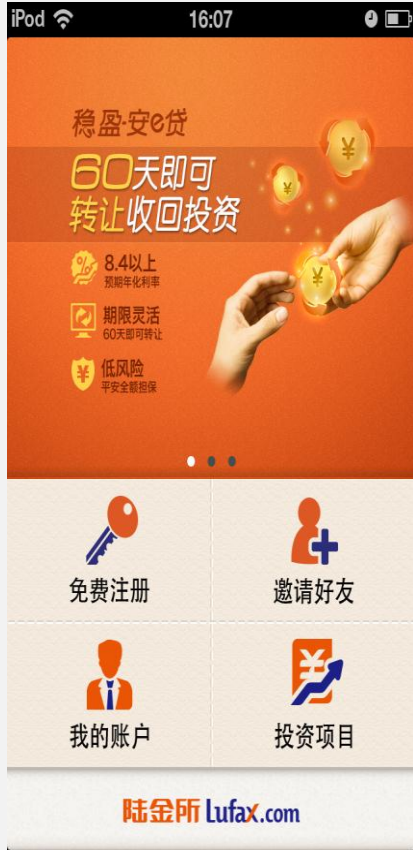 iPod 16:07
稳盈·安e贷
60天即可
转让收回投资
8.4以上
预期年化利率
期限灵活
60天即可转让
低风险
平安全额担保
免费注册
邀请好友
我的账户
投资项目
陆金所 Lufax.com